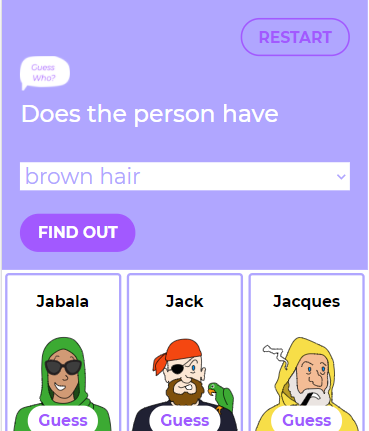 RESTART
Guess
Who?
Does the person have
brown hair
FIND OUT
Jabala
Jack
Jacques
Guess
Guess
Guess